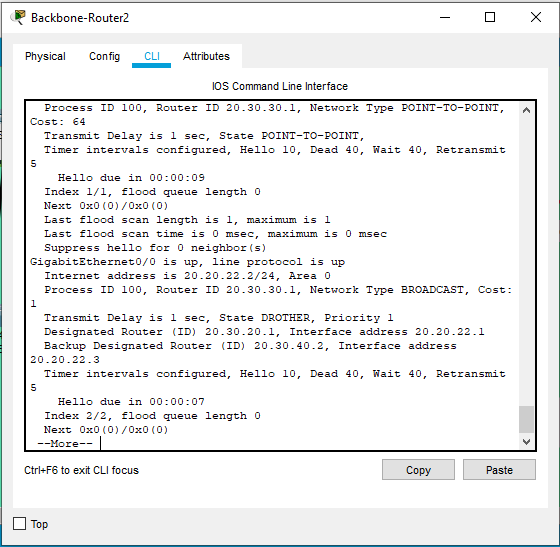 Backbone-Router2
Physical Config CLI Attributes
IOS Command Line Interface
Process ID 100, Router ID 20.30.30.1, Network Type POINT-TO-POINT,
Cost: 64
Transmit Delay is 1 sec, State POINT-TO-POINT,
Timer intervals configured, Hello 10, Dead 40, Wait 40, Retransmit
5
Hello due in 00:00:09
Index 1/1, flood queue length 0
Next 0x0(0)/0x0(0)
Last flood scan length is 1, maximum is 1
Last flood scan time is 0 msec, maximum is 0 msec
Suppress hello for 0 neighbor(s)
GigabitEthernet0/0 is up, line protocol is up
Internet address is 20.20.22.2/24, Area 0
Process ID 100, Router ID 20.30.30.1, Network Type BROADCAST, Cost:
1
Transmit Delay is 1 sec, State DROTHER, Priority 1
Designated Router (ID) 20.30.20.1, Interface address 20.20.22.1
Backup Designated Router (ID) 20.30.40.2, Interface address
20.20.22.3
Timer intervals configured, Hello 10, Dead 40, Wait 40, Retransmit
5
Hello due in 00:00:07
Index 2/2, flood queue length 0
Next 0x0(0)/0x0(0)
--More--
Ctrl+F6 to exit CLI focus
Copy Paste
Top